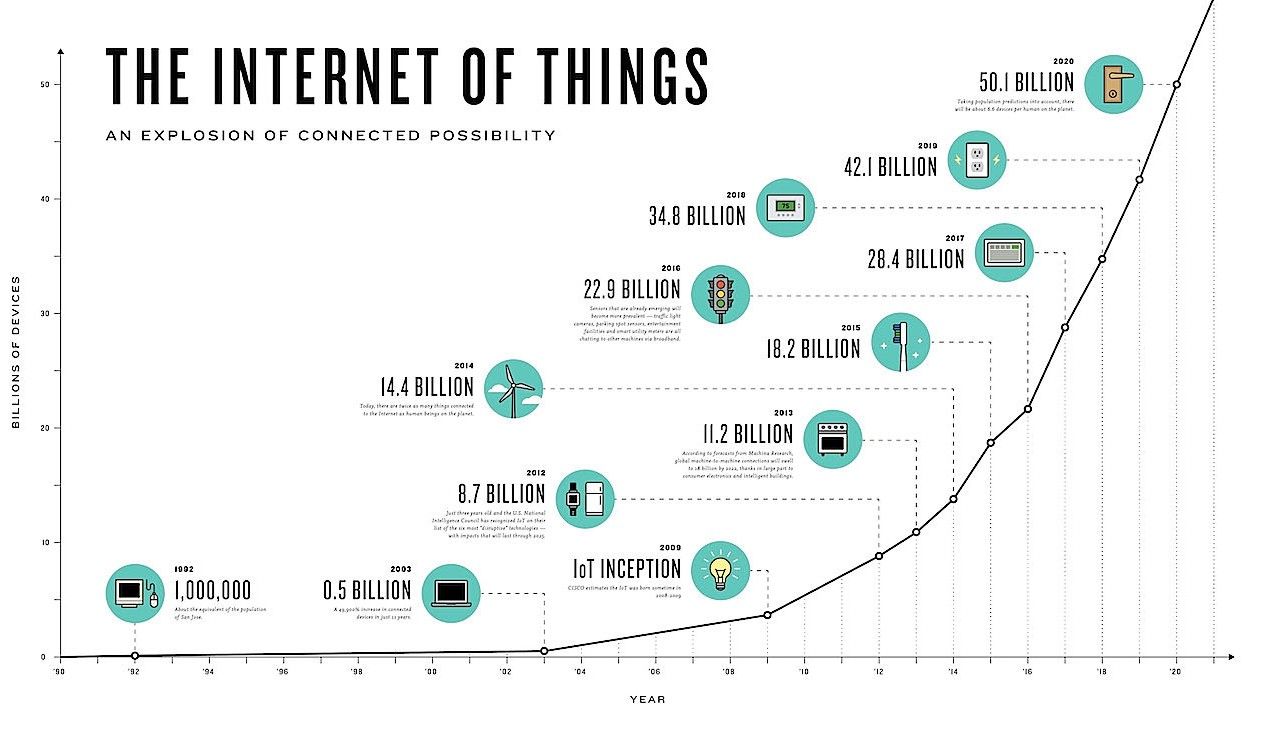 THE INTERNET OF THINGS
AN EXPLOSION OF CONNECTED POSSIBILITY
BILLIONS OF DEVICES
50
40
30
20
10
0
2020
50.1 BILLION
Taking population predictions into account, there
will be about 6.6 devices per human on the planet.
2019
42.1 BILLION
2018
34.8 BILLION
75
2017
28.4 BILLION
2016
22.9 BILLION
Sensors that are already emerging will
become more prevalent — traffic light
cameras, parking spot sensors, entertainment
facilities and smart utility meters are all
chatting to other machines via broadband.
2015
18.2 BILLION
2014
14.4 BILLION
Today, there are twice as many things connected
to the Internet as human beings on the planet.
2013
11.2 BILLION
According to forecasts from Machina Research,
global machine-to-machine connections will swell
to 18 billion by 2022, thanks in large part to
consumer electronics and intelligent buildings.
2012
8.7 BILLION
Just three years old and the U.S. National
Intelligence Council has recognized IoT on their
list of the six most "disruptive" technologies —
with impacts that will last through 2025.
2009
IoT INCEPTION
CISCO estimates the IoT was born sometime in
2008-2009
2003
0.5 BILLION
A 49,900% increase in connected
devices in just 11 years.
1992
1,000,000
About the equivalent of the population
of San Jose.
'90 '92 '94 '96 '98 '00 '02 '04 '06 '08 '10 '12 '14 '16 '18 '20
YEAR